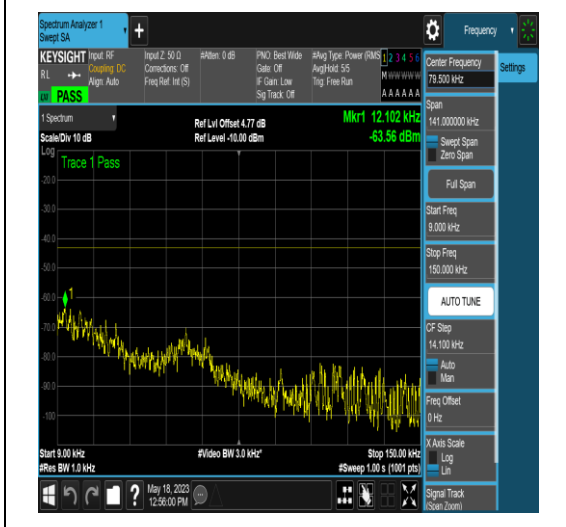 Spectrum Analyzer 1
Swept SA
+
Frequency
KEYSIGHT
RL
PASS
Input: RF
Coupling: DC
Align: Auto
Input Z: 50 Ω
Corrections: Off
Freq Ref: Int (S)
#Atten: 0 dB
PNO: Best Wide
Gate: Off
IF Gain: Low
Sig Track: Off
#Avg Type: Power (RMS
Avg|Hold: 5/5
Trig: Free Run
1 2 3 4 5 6
M W W W W W
A A A A A A
1 Spectrum
Scale/Div 10 dB
Ref Lvl Offset 4.77 dB
Ref Level -10.00 dBm
Mkr1 12.102 kHz
-63.56 dBm
Log
Trace 1 Pass
-20.0
-30.0
-40.0
-50.0
-60.0
-70.0
-80.0
-90.0
-100
1
Start 9.00 kHz
#Res BW 1.0 kHz
#Video BW 3.0 kHz*
Stop 150.00 kHz
#Sweep 1.00 s (1001 pts)
?
May 18, 2023
12:56:00 PM
Center Frequency
79.500 kHz
Settings
Span
141.000000 kHz
Swept Span
Zero Span
Full Span
Start Freq
9.000 kHz
Stop Freq
150.000 kHz
AUTO TUNE
CF Step
14.100 kHz
Auto
Man
Freq Offset
0 Hz
X Axis Scale
Log
Lin
Signal Track
(Span Zoom)